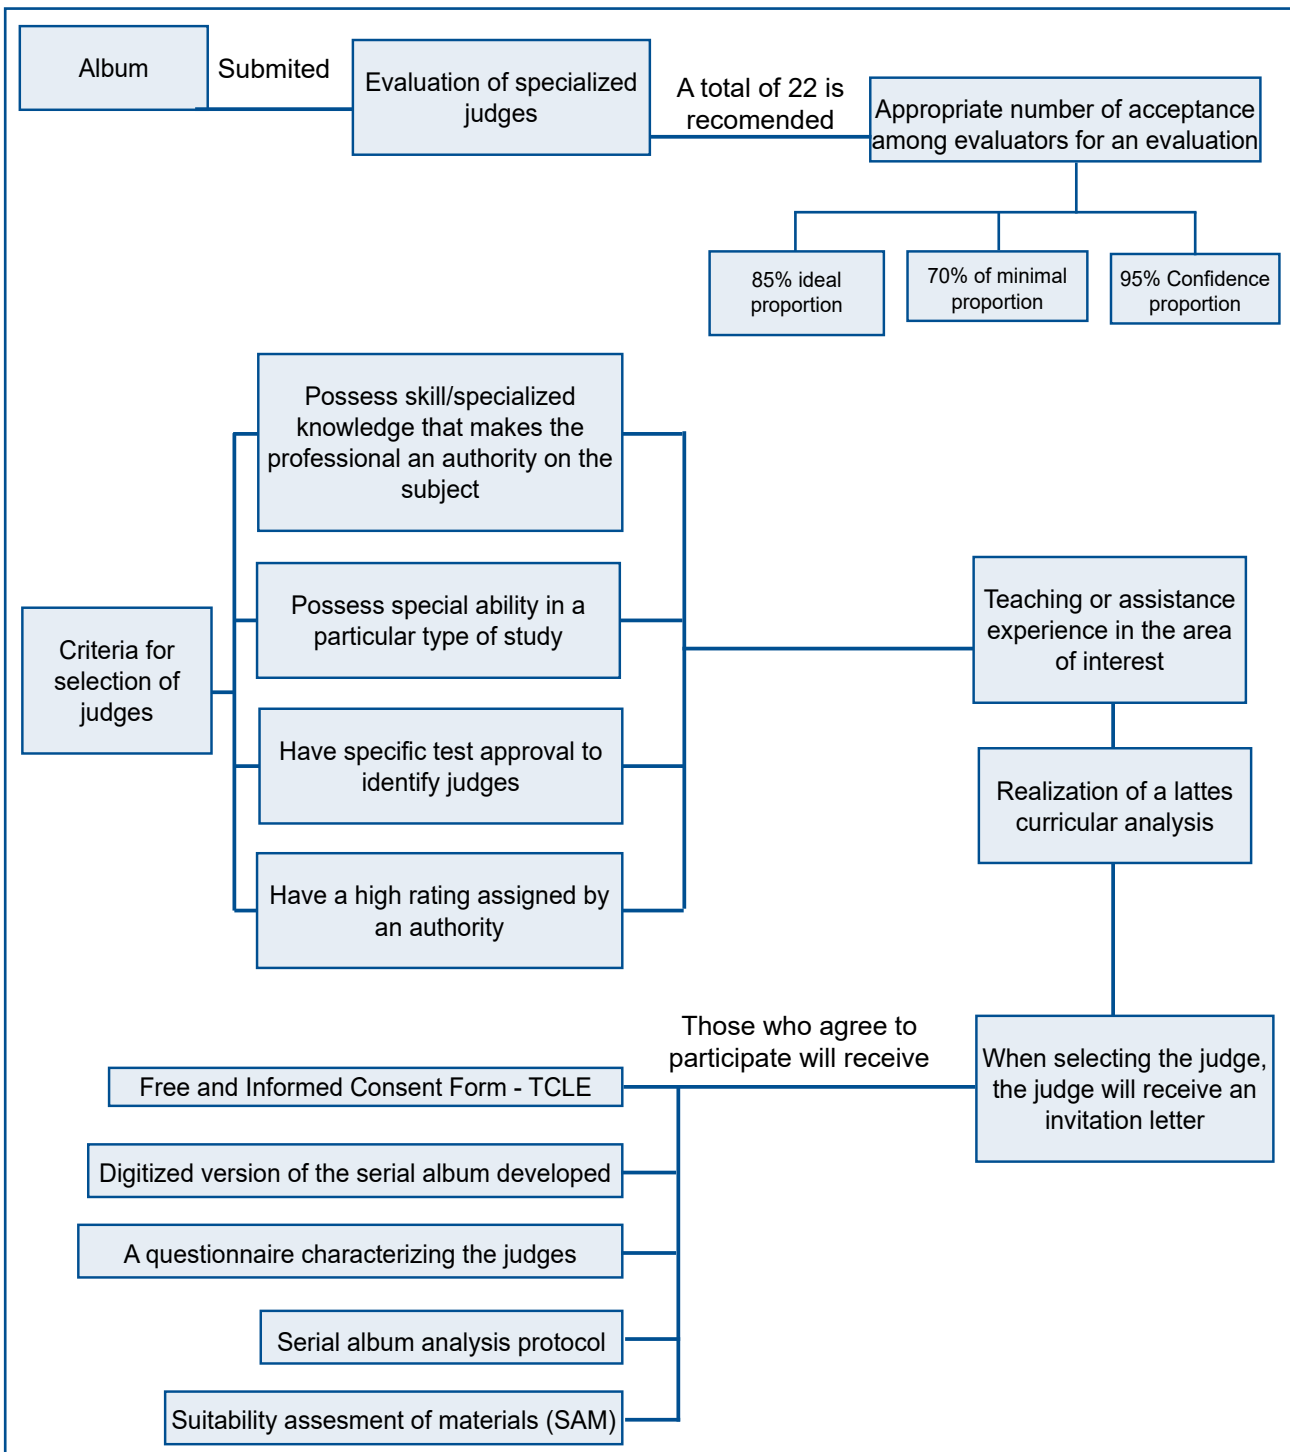 Album
Submited
Evaluation of specialized
judges
A total of 22 is
recomended
Appropriate number of acceptance
among evaluators for an evaluation
85% ideal
proportion
70% of minimal
proportion
95% Confidence
proportion
Criteria for
selection of
judges
Possess skill/specialized
knowledge that makes the
professional an authority on the
subject
Possess special ability in a
particular type of study
Have specific test approval to
identify judges
Have a high rating assigned by
an authority
Teaching or assistance
experience in the area
of interest
Realization of a lattes
curricular analysis
When selecting the judge,
the judge will receive an
invitation letter
Those who agree to
participate will receive
Free and Informed Consent Form - TCLE
Digitized version of the serial album developed
A questionnaire characterizing the judges
Serial album analysis protocol
Suitability assesment of materials (SAM)